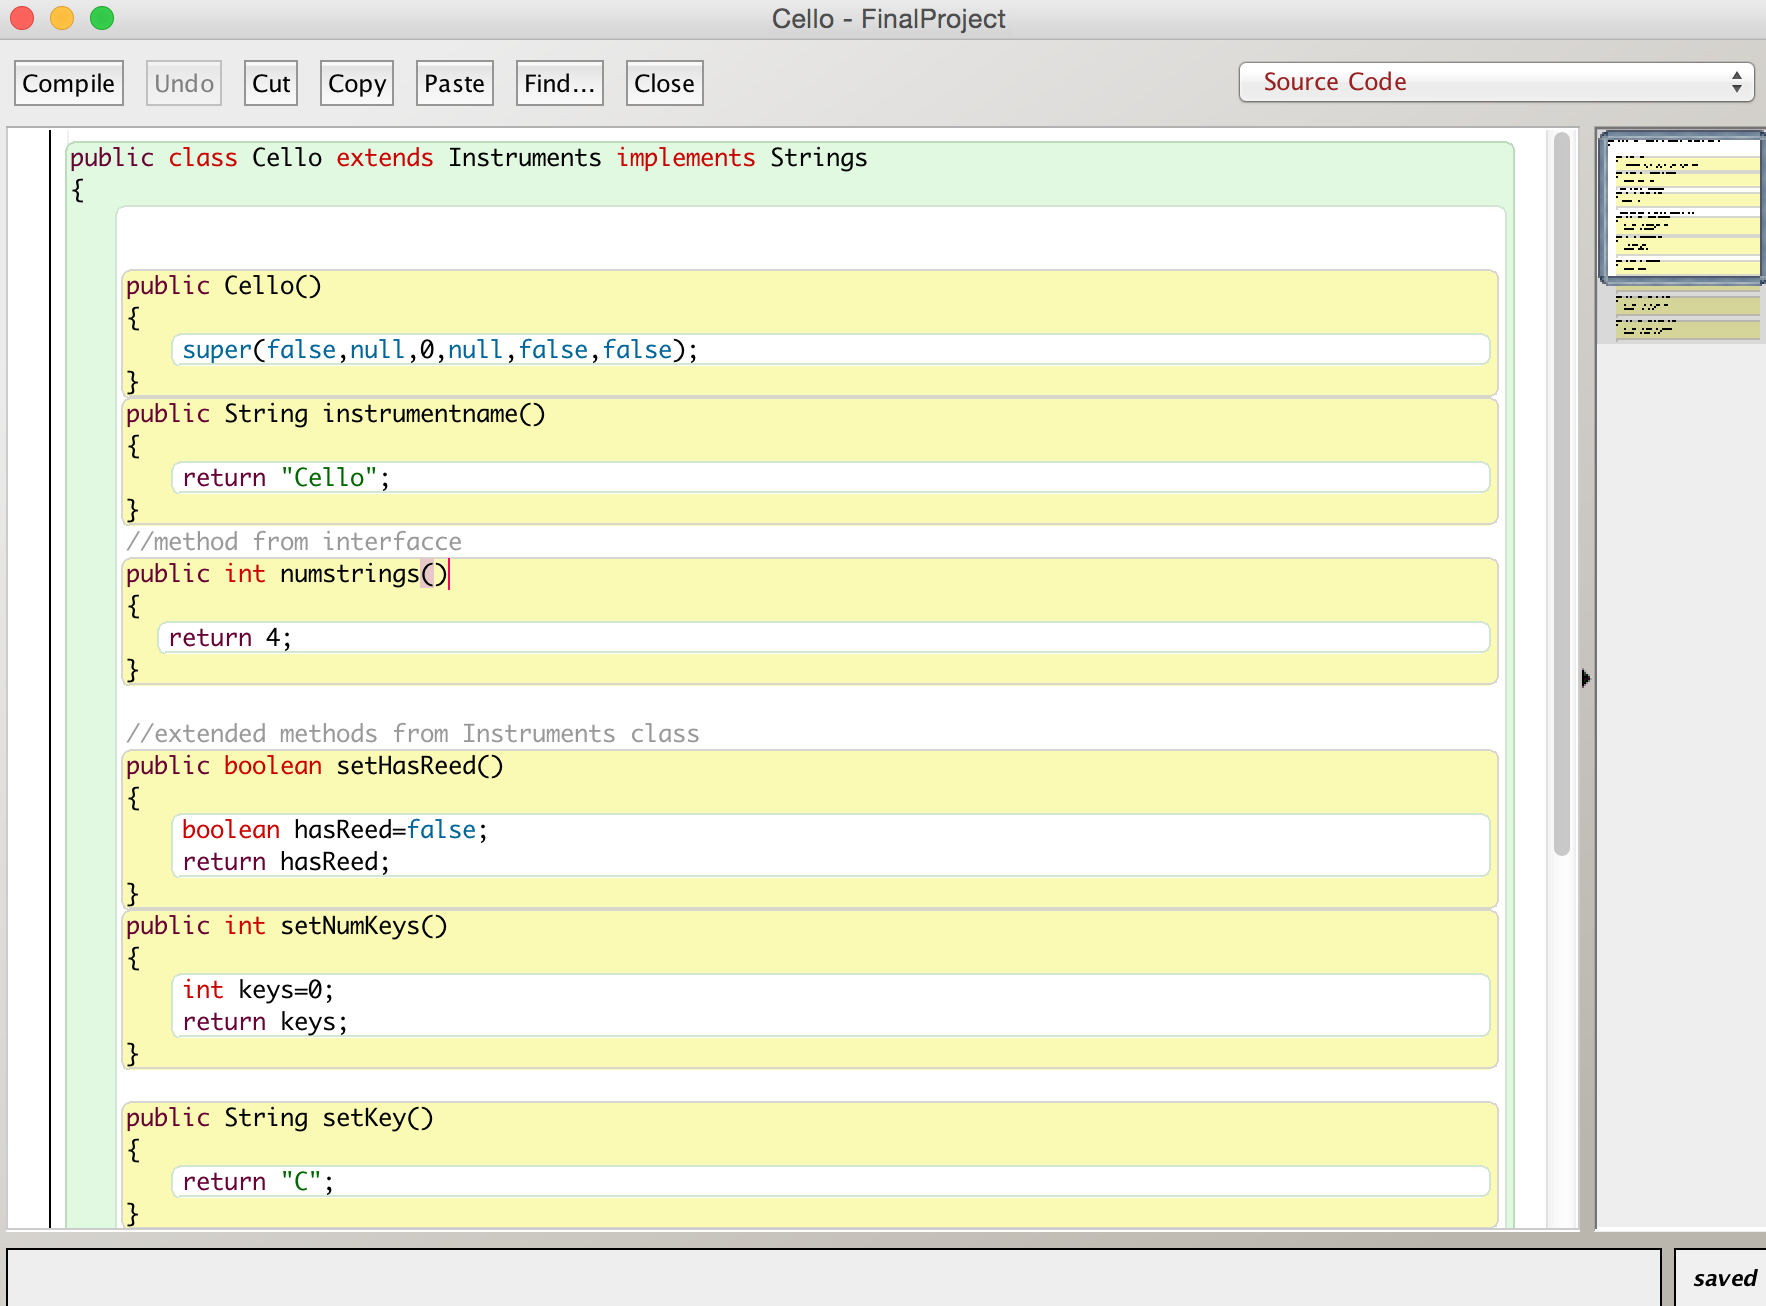 Cello - FinalProject
Compile Undo Cut Copy Paste Find... Close Source Code
public class Cello extends Instruments implements Strings
{
public Cello()
{
super(false,null,0,null,false,false);
}
public String instrumentname()
{
return "Cello";
}
//method from interfacce
public int numstrings()
{
return 4;
}
//extended methods from Instruments class
public boolean setHasReed()
{
boolean hasReed=false;
return hasReed;
}
public int setNumKeys()
{
int keys=0;
return keys;
}
public String setKey()
{
return "C";
}
saved